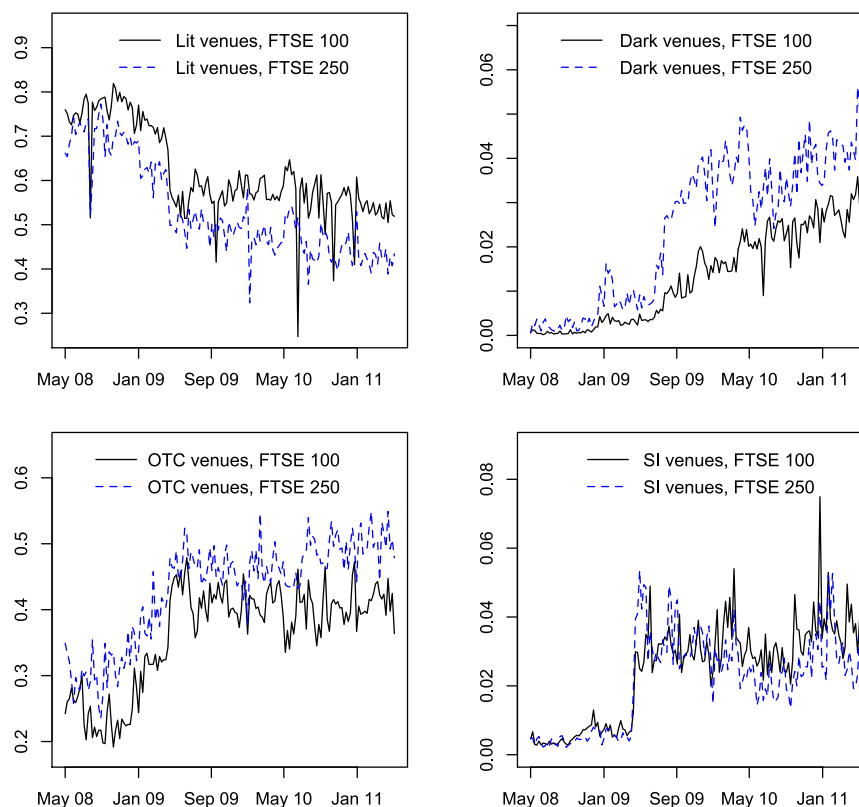 Lit venues, FTSE 100
Lit venues, FTSE 250
0.9
0.8
0.7
0.6
0.5
0.4
0.3
May 08 Jan 09 Sep 09 May 10 Jan 11
Dark venues, FTSE 100
Dark venues, FTSE 250
0.06
0.04
0.02
0.00
May 08 Jan 09 Sep 09 May 10 Jan 11
OTC venues, FTSE 100
OTC venues, FTSE 250
0.6
0.5
0.4
0.3
0.2
May 08 Jan 09 Sep 09 May 10 Jan 11
SI venues, FTSE 100
SI venues, FTSE 250
0.08
0.06
0.04
0.02
0.00
May 08 Jan 09 Sep 09 May 10 Jan 11